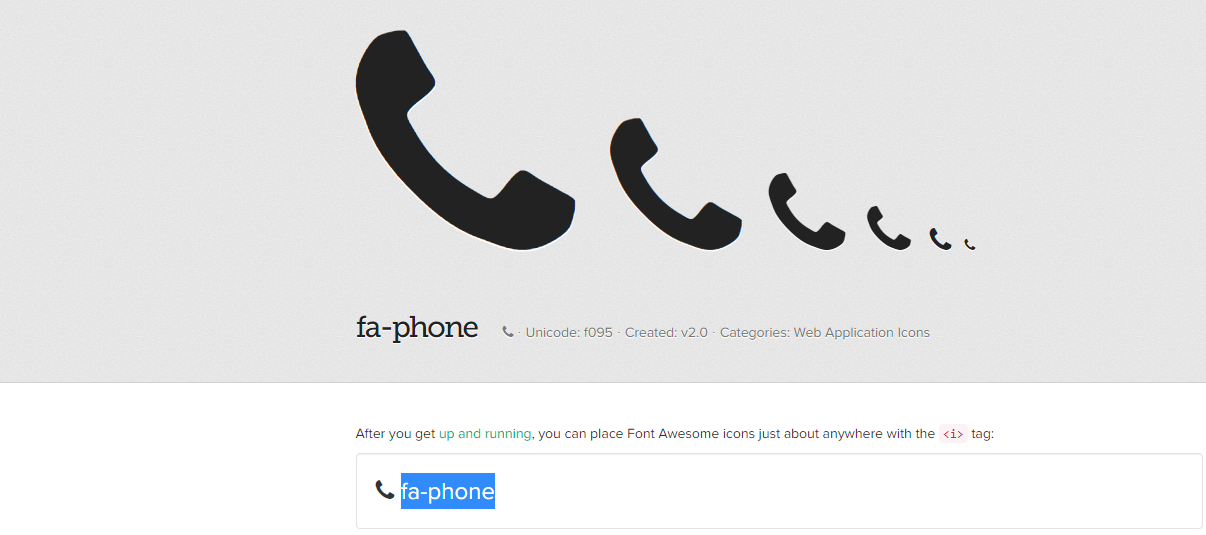 fa-phone · Unicode: f095 · Created: v2.0 · Categories: Web Application Icons
After you get up and running, you can place Font Awesome icons just about anywhere with the <i> tag:
fa-phone